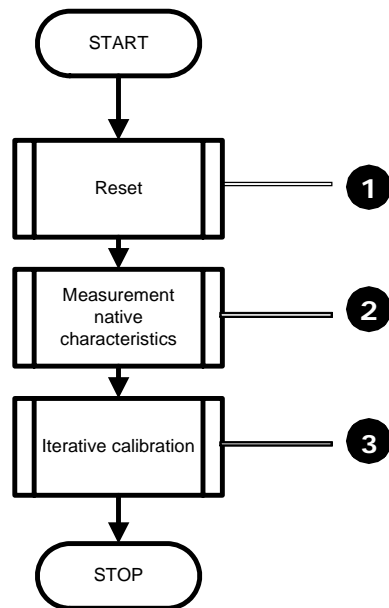 START
Reset
1
Measurement
native
characteristics
2
Iterative calibration
3
STOP